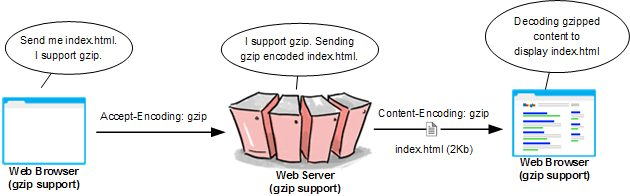 Send me index.html.
I support gzip.
I support gzip. Sending
gzip encoded index.html.
Decoding gzipped
content to
display index.html
Accept-Encoding: gzip
Content-Encoding: gzip
index.html (2Kb)
Web Browser
(gzip support)
Web Server
(gzip support)
Web Browser
(gzip support)